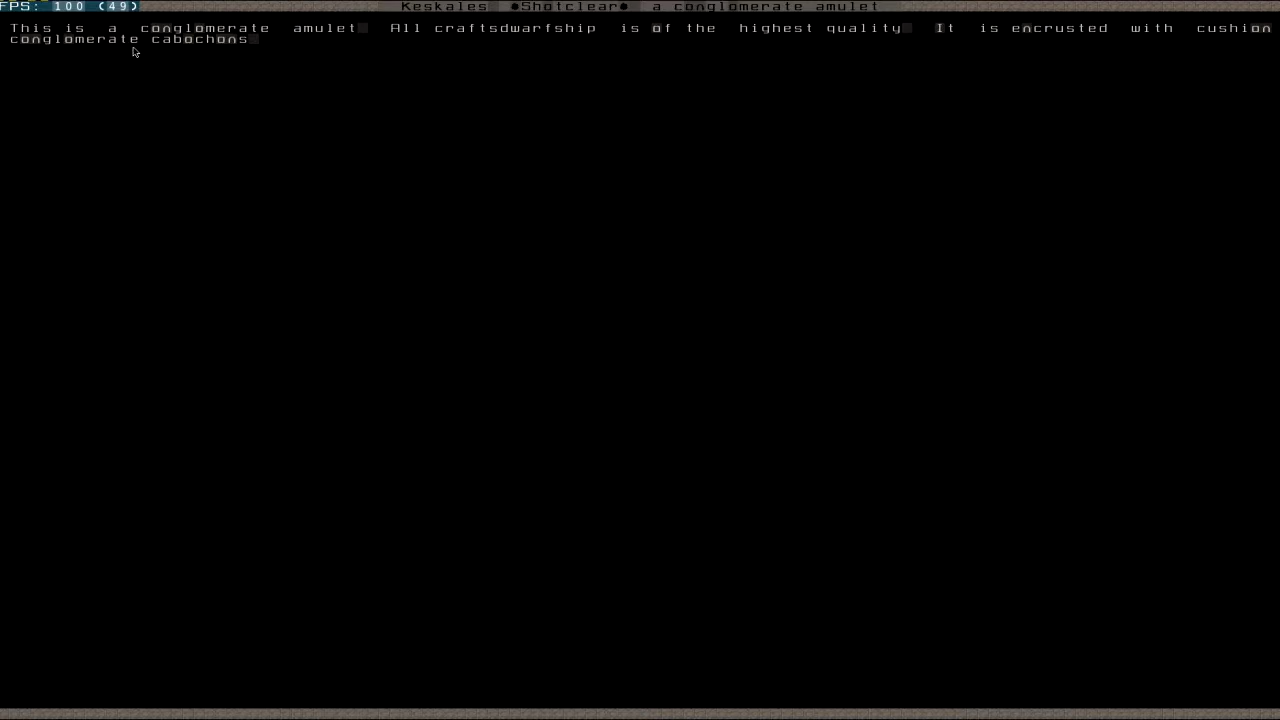 FPS: 100 (49) Keskales •Shotclear• a conglomerate amulet
This is a conglomerate amulet All craftsdwarfship is of the highest quality It is encrusted with cushion
conglomerate cabochons